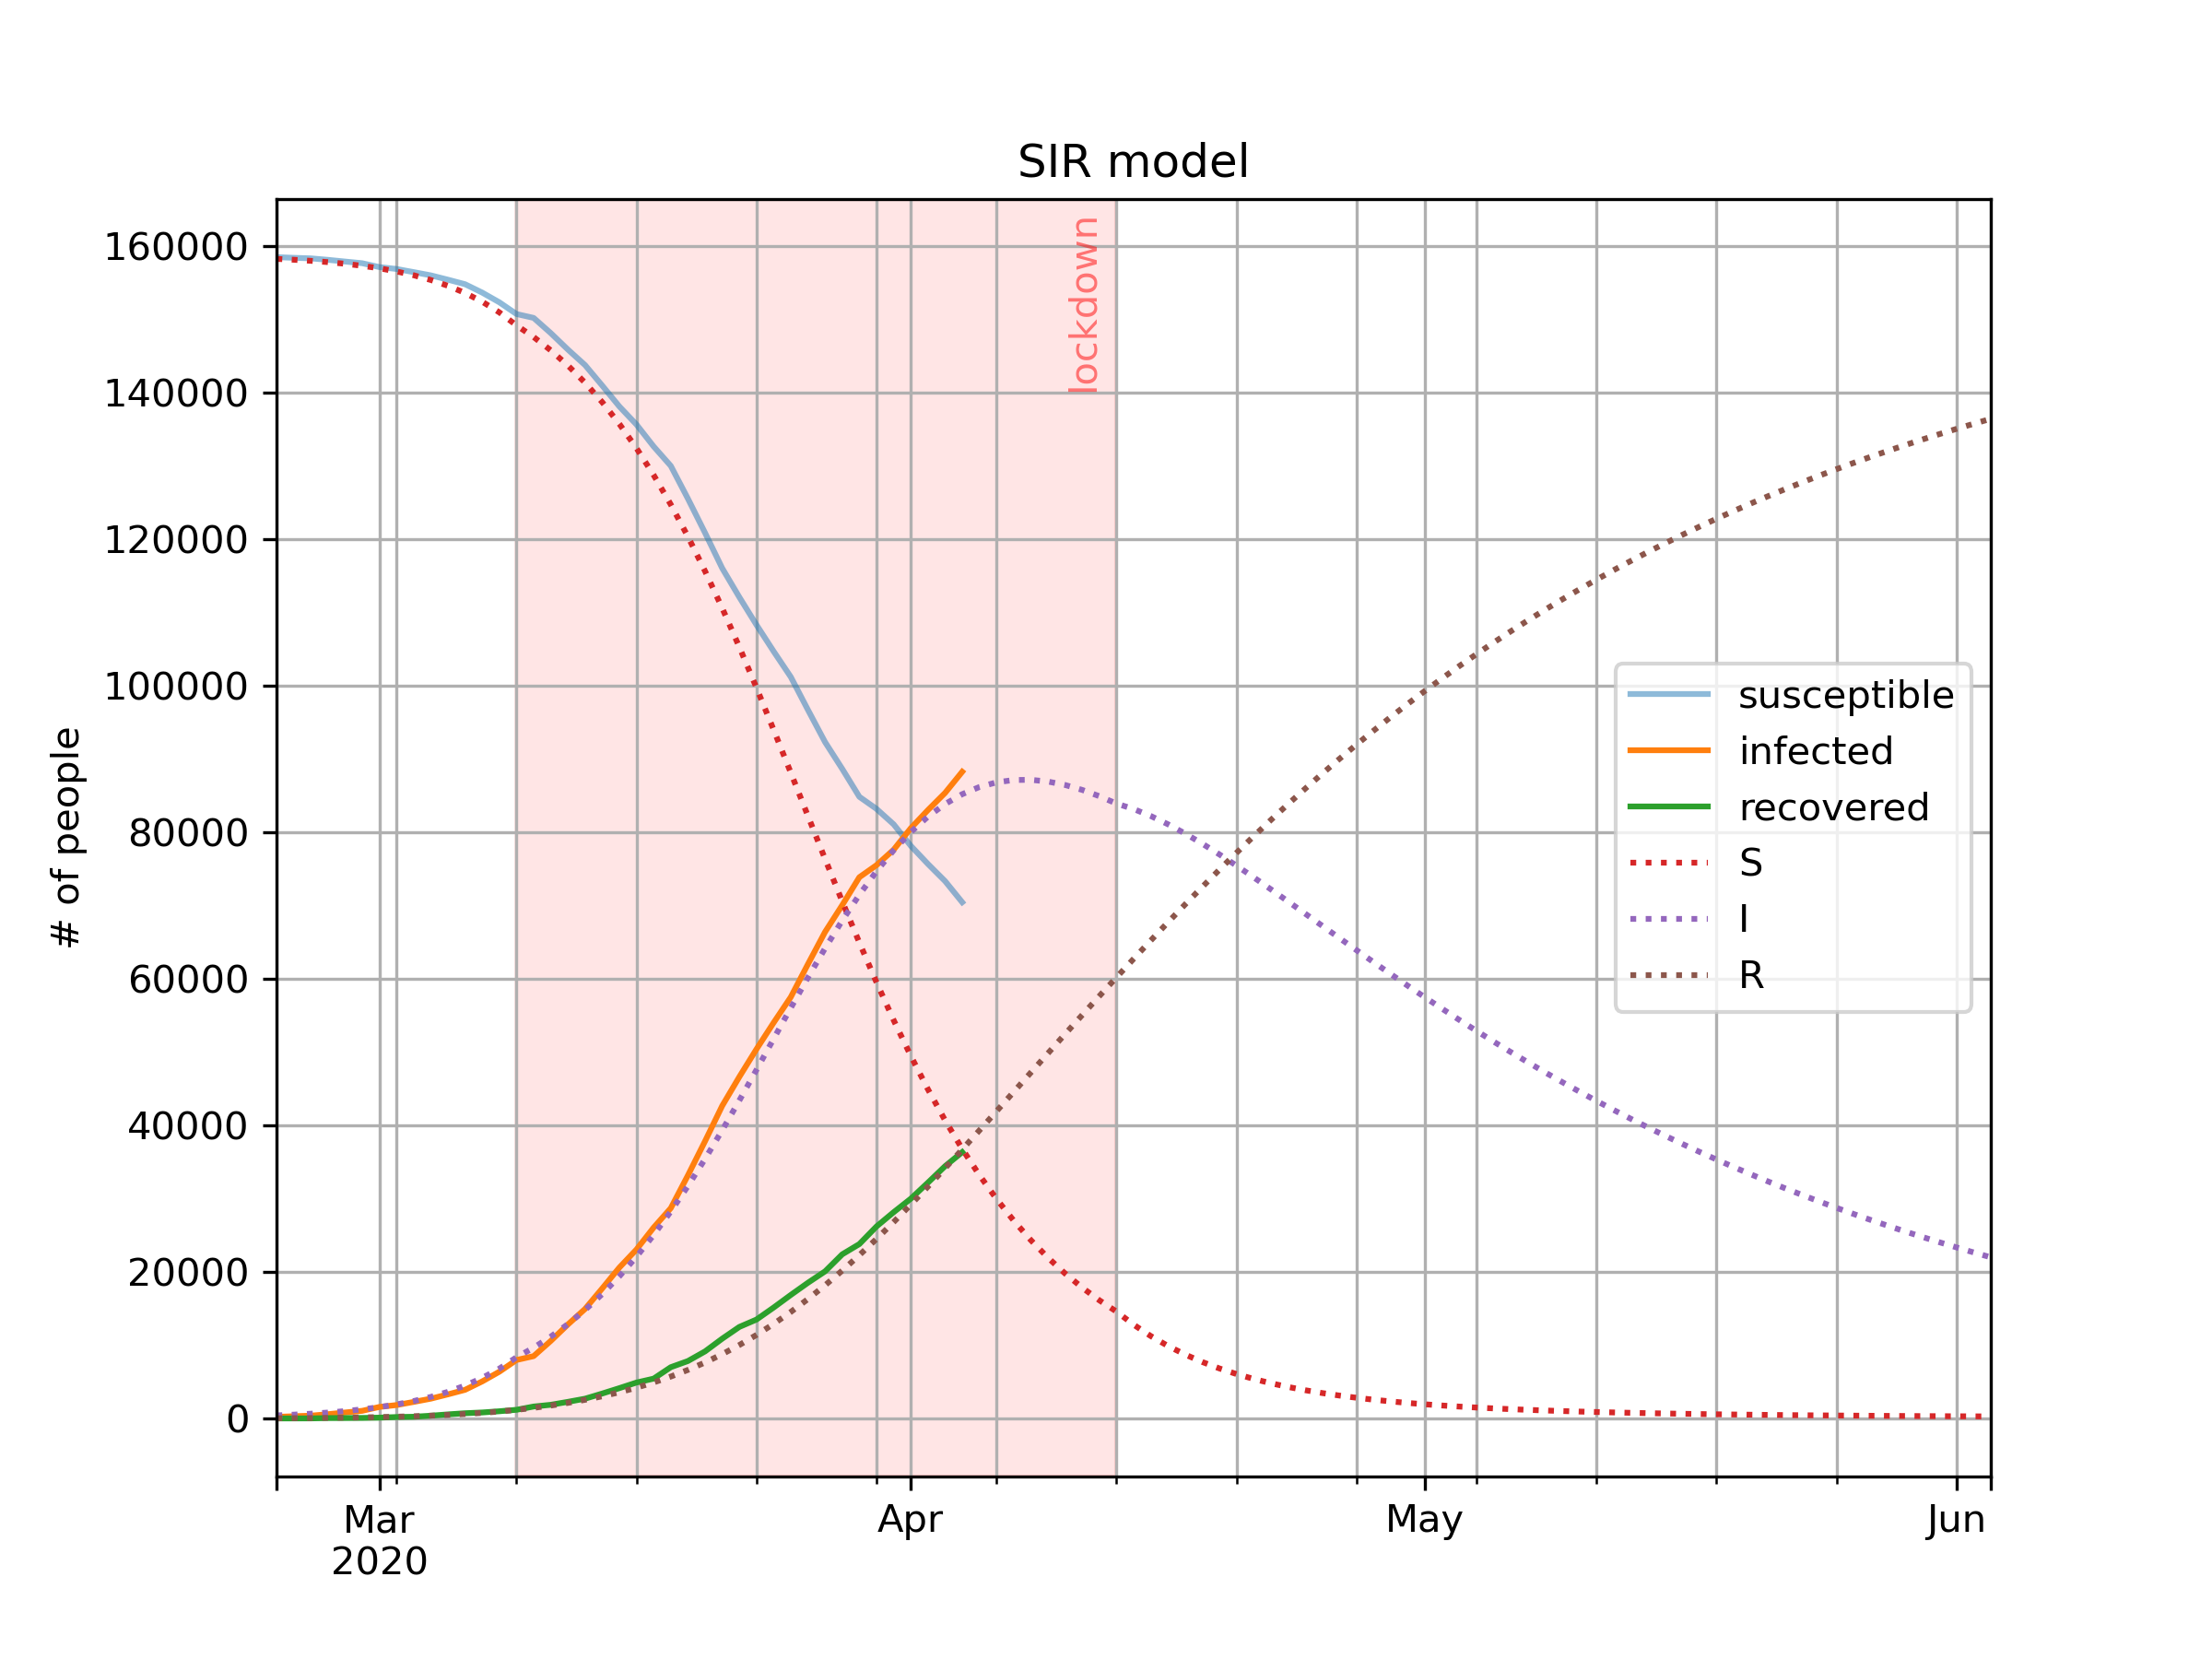 SIR model
160000
140000
120000
100000
80000
60000
40000
20000
0
# of people
lockdown
susceptible
infected
recovered
S
I
R
Mar
2020
Apr
May
Jun